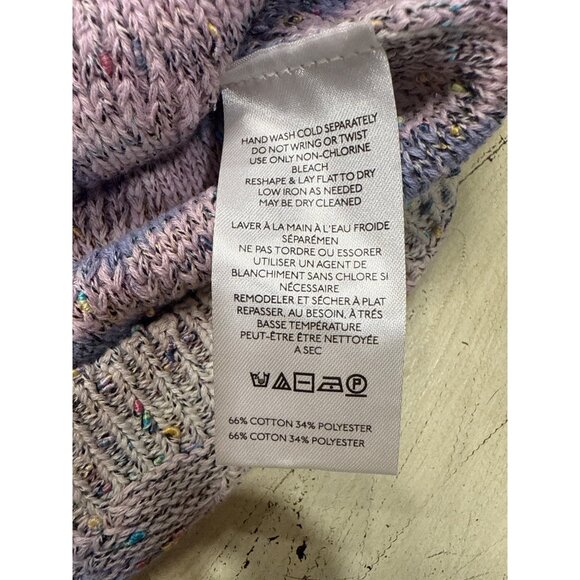 HAND WASH COLD SEPARATELY
DO NOT WRING OR TWIST
USE ONLY NON-CHLORINE
BLEACH
RESHAPE & LAY FLAT TO DRY
LOW IRON AS NEEDED
MAY BE DRY CLEANED
LAVER À LA MAIN À L'EAU FROIDE
SÉPARÉMEN
NE PAS TORDRE OU ESSORER
UTILISER UN AGENT DE
BLANCHIMENT SANS CHLORE SI
NÉCESSAIRE
REMODELER ET SÉCHER À PLAT
REPASSER, AU BESOIN, À TRÉS
BASSE TEMPÉRATURE
PEUT-ÊTRE ÊTRE NETTOYÉE
A SEC
P
66% COTTON 34% POLYESTER
66% COTON 34% POLYESTER